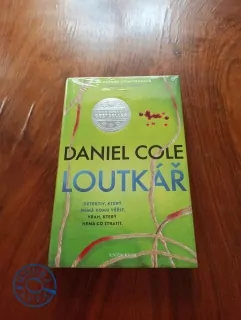 DANIEL COLE
LOUTKÁŘ
DETEKTIV, KTERÝ
NEMÁ KOMU VĚŘIT.
VRAH, KTERÝ
NEMÁ CO ZTRATIT.